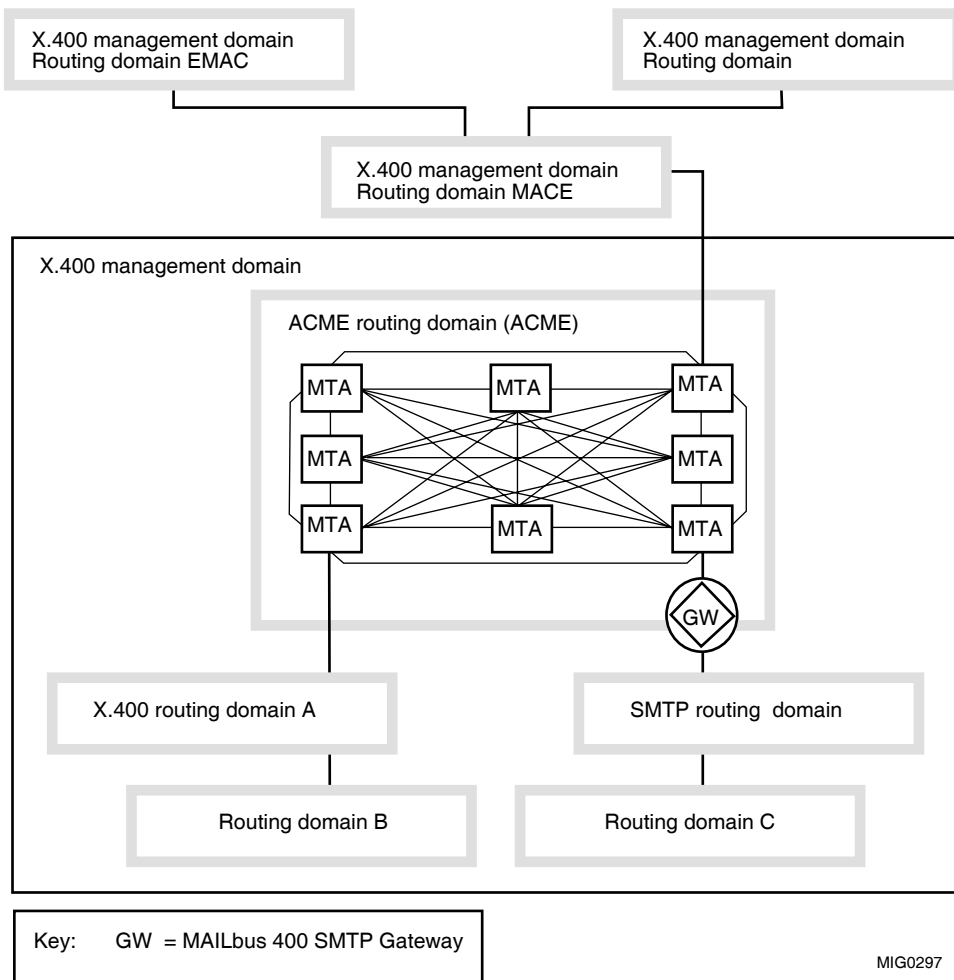 X.400 management domain
Routing domain EMAC
X.400 management domain
Routing domain
X.400 management domain
Routing domain MACE
X.400 management domain
ACME routing domain (ACME)
MTA
MTA
MTA
MTA
MTA
MTA
MTA
MTA
GW
X.400 routing domain A
SMTP routing domain
Routing domain B
Routing domain C
Key: GW = MAILbus 400 SMTP Gateway
MIG0297